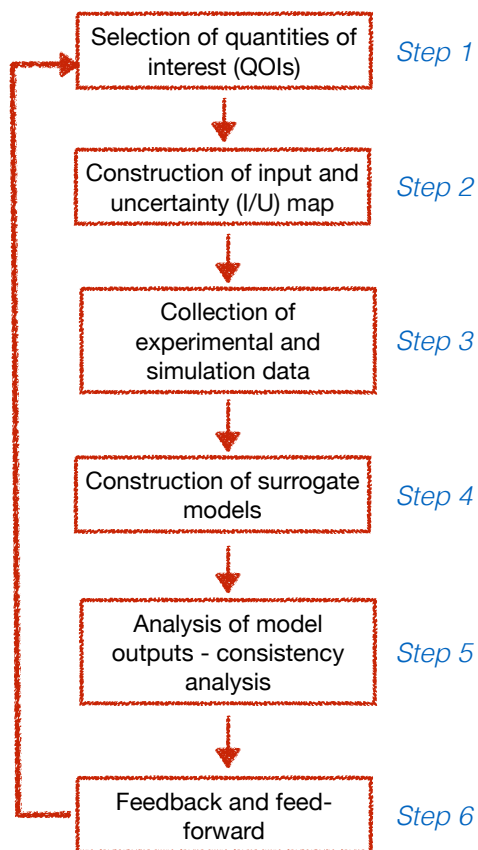 Selection of quantities of
interest (QOIs)
Step 1
Construction of input and
uncertainty (I/U) map
Step 2
Collection of
experimental and
simulation data
Step 3
Construction of surrogate
models
Step 4
Analysis of model
outputs - consistency
analysis
Step 5
Feedback and feed-
forward
Step 6